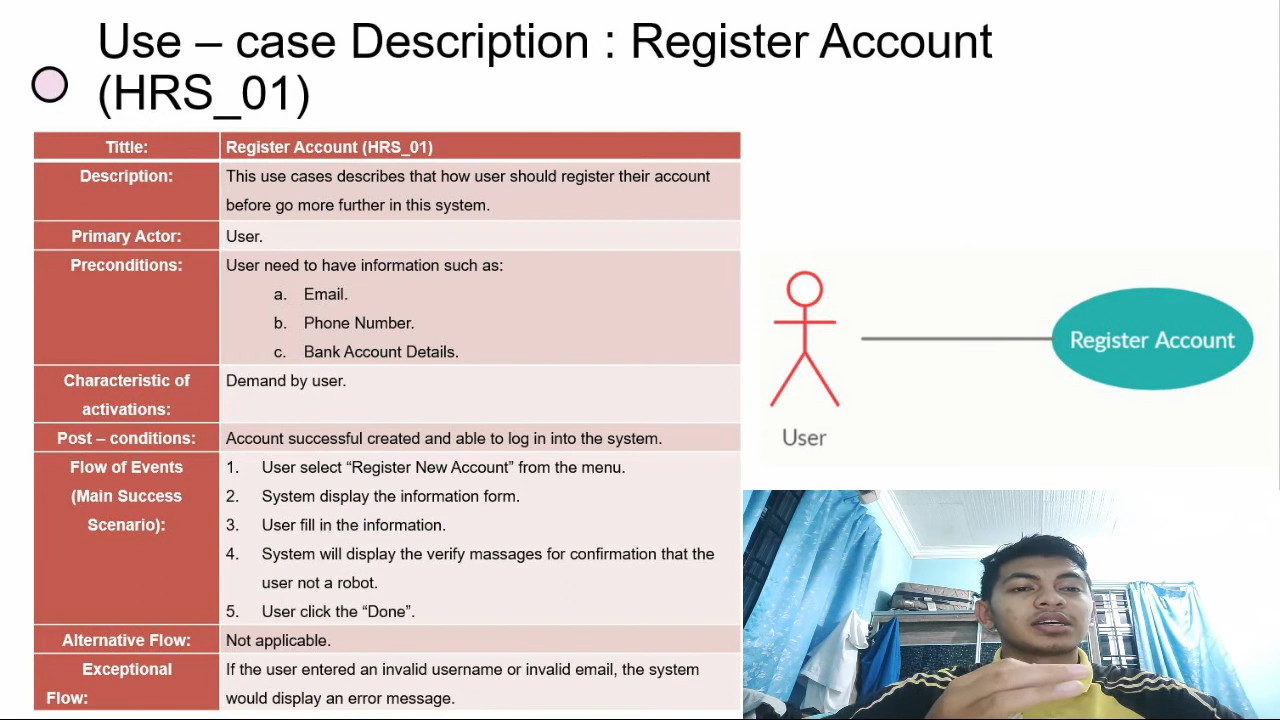 Use – case Description : Register Account
(HRS_01)
Tittle:
Register Account (HRS_01)
Description:
This use cases describes that how user should register their account
before go more further in this system.
Primary Actor:
User.
Preconditions:
User need to have information such as:
a. Email.
b. Phone Number.
c. Bank Account Details.
Characteristic of
activations:
Demand by user.
Post – conditions:
Account successful created and able to log in into the system.
Flow of Events
(Main Success
Scenario):
1. User select “Register New Account” from the menu.
2. System display the information form.
3. User fill in the information.
4. System will display the verify massages for confirmation that the
user not a robot.
5. User click the “Done”.
Alternative Flow:
Not applicable.
Exceptional
Flow:
If the user entered an invalid username or invalid email, the system
would display an error message.
Register Account
User